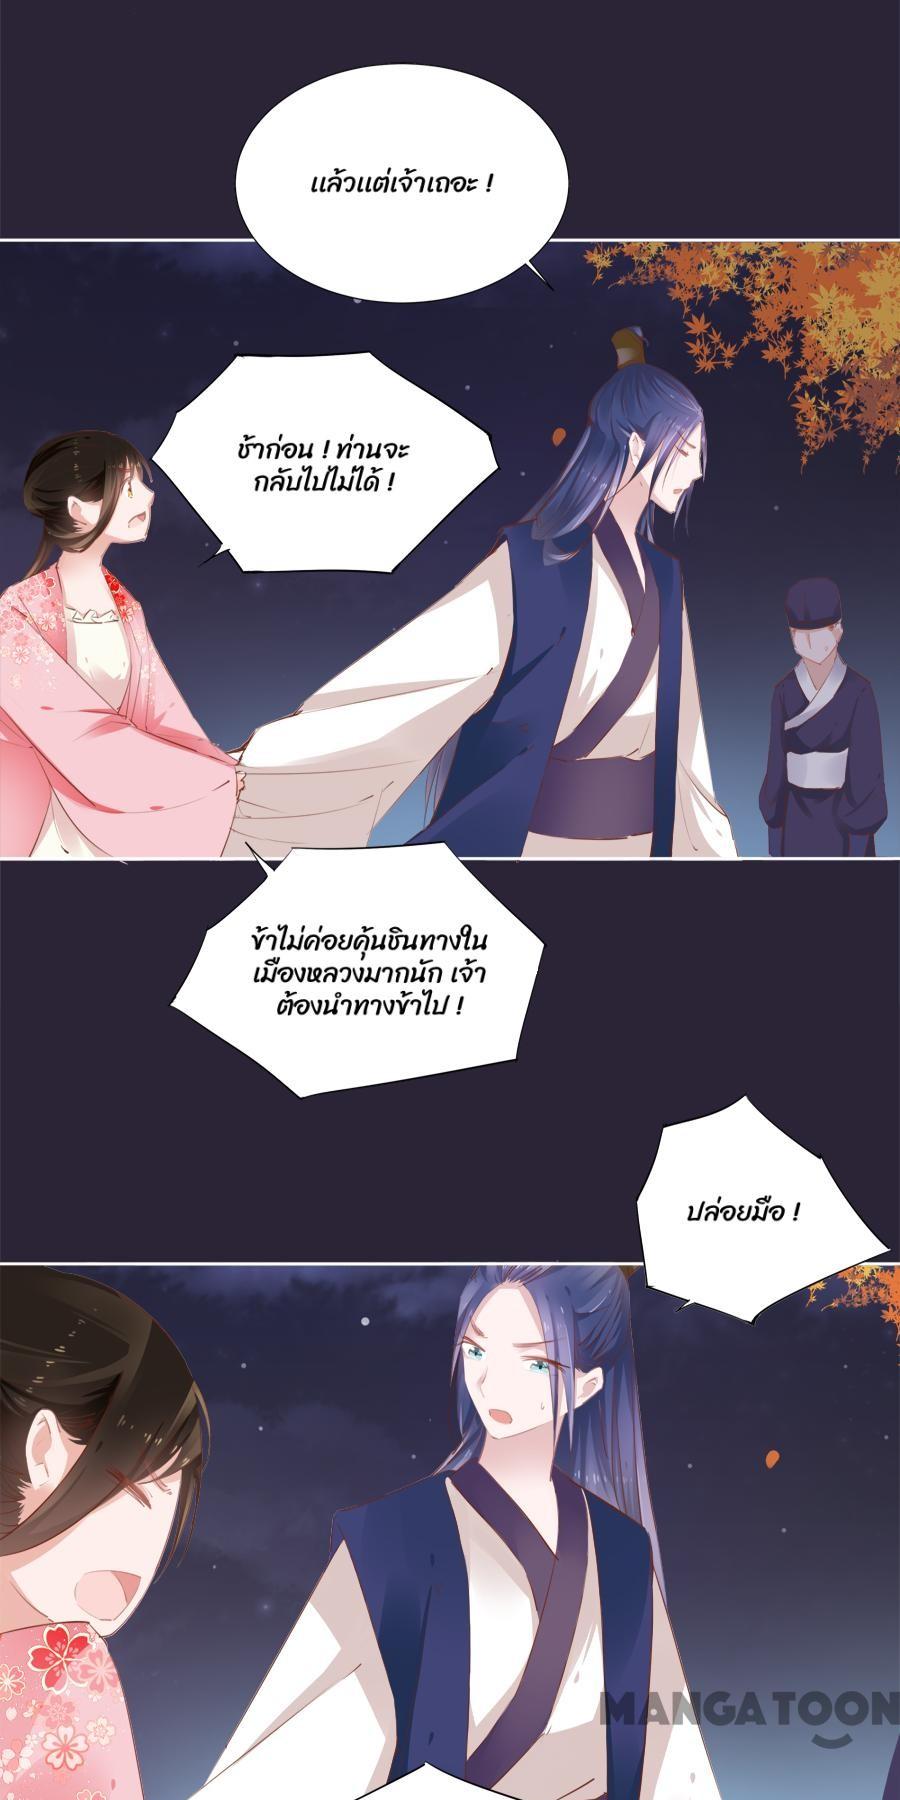 แล้วแต่เจ้าเถอะ !
ช้าก่อน ! ท่านจะ
กลับไปไม่ได้ !
ข้าไม่ค่อยคุ้นชินทางใน
เมืองหลวงมากนัก เจ้า
ต้องนำทางข้าไป !
ปล่อยมือ !
MANGATOON